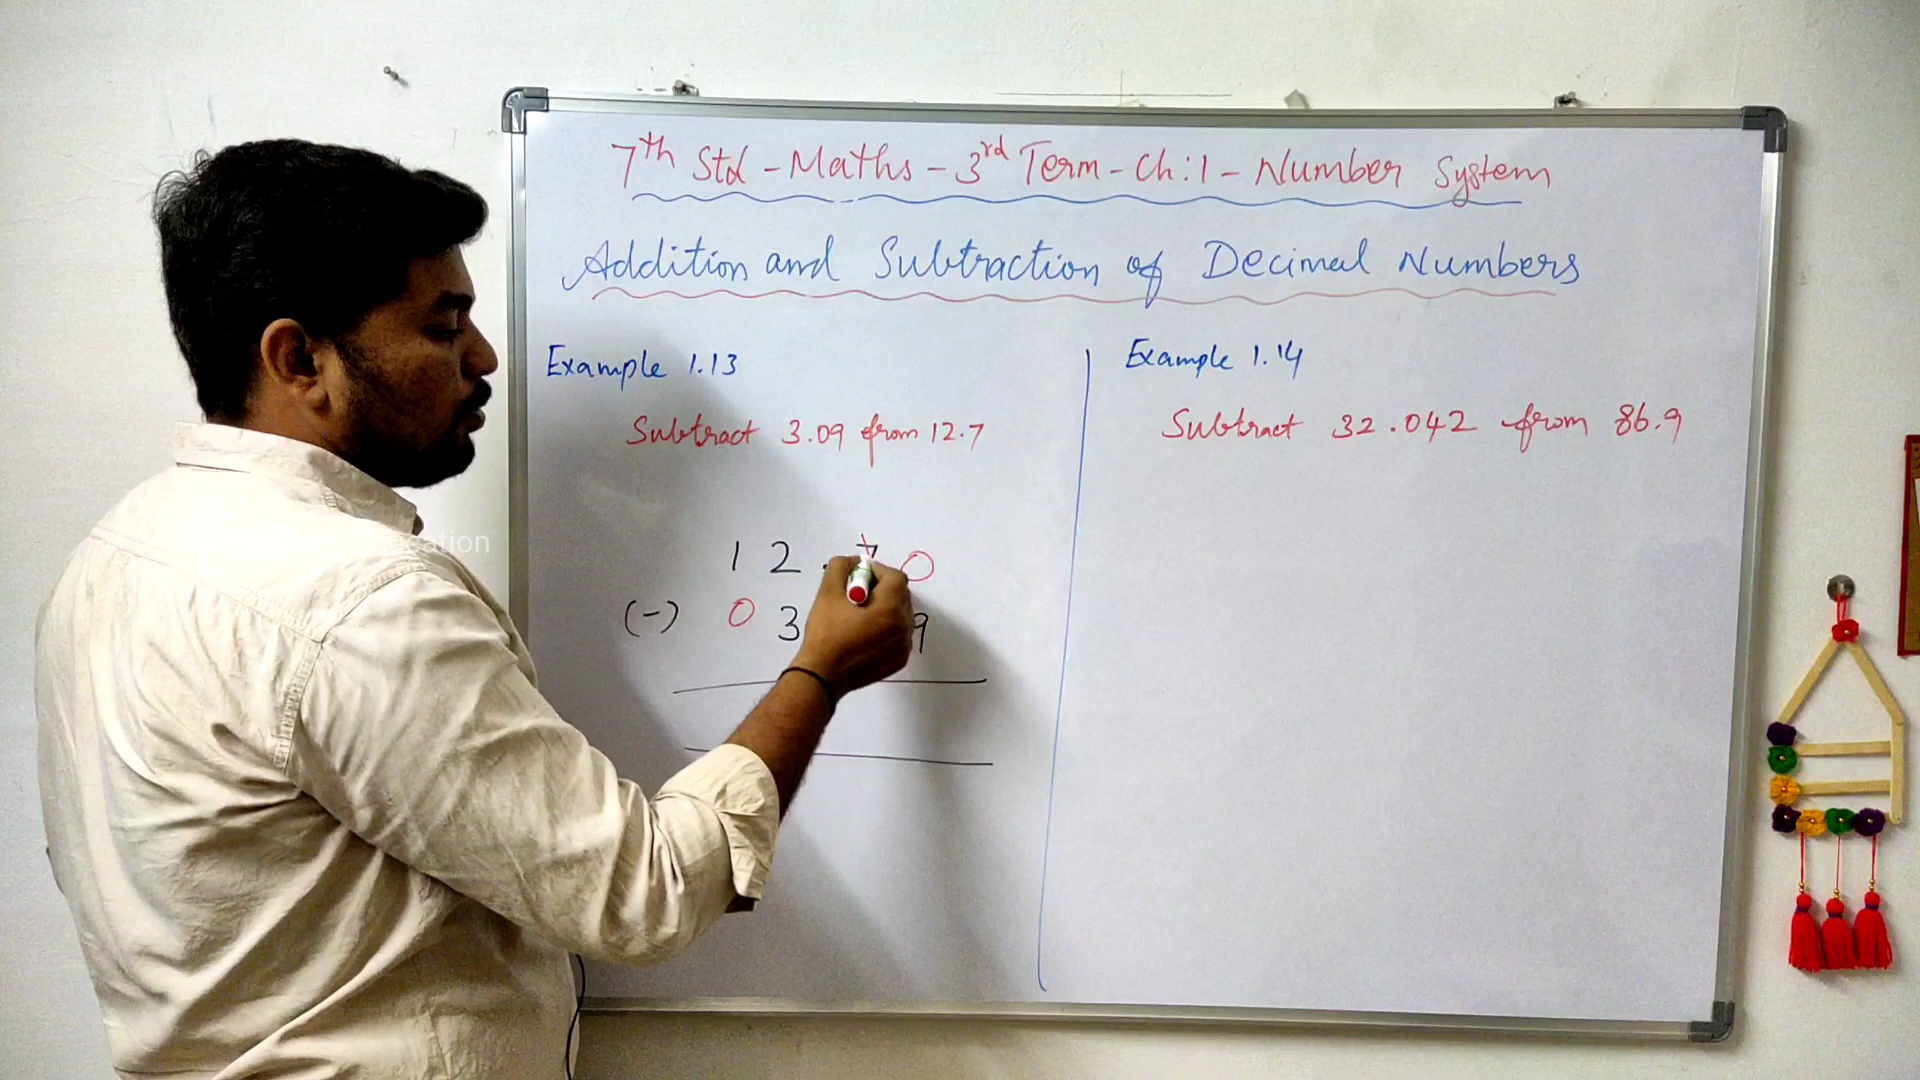 7th Std - Maths - 3rd Term - Ch : 1 - Number System
Addition and Subtraction of Decimal Numbers
Example 1.13
Subtract 3.09 from 12.7
1 2 . 7 0
(-) 0 3 9
Example 1.14
Subtract 32.042 from 86.9